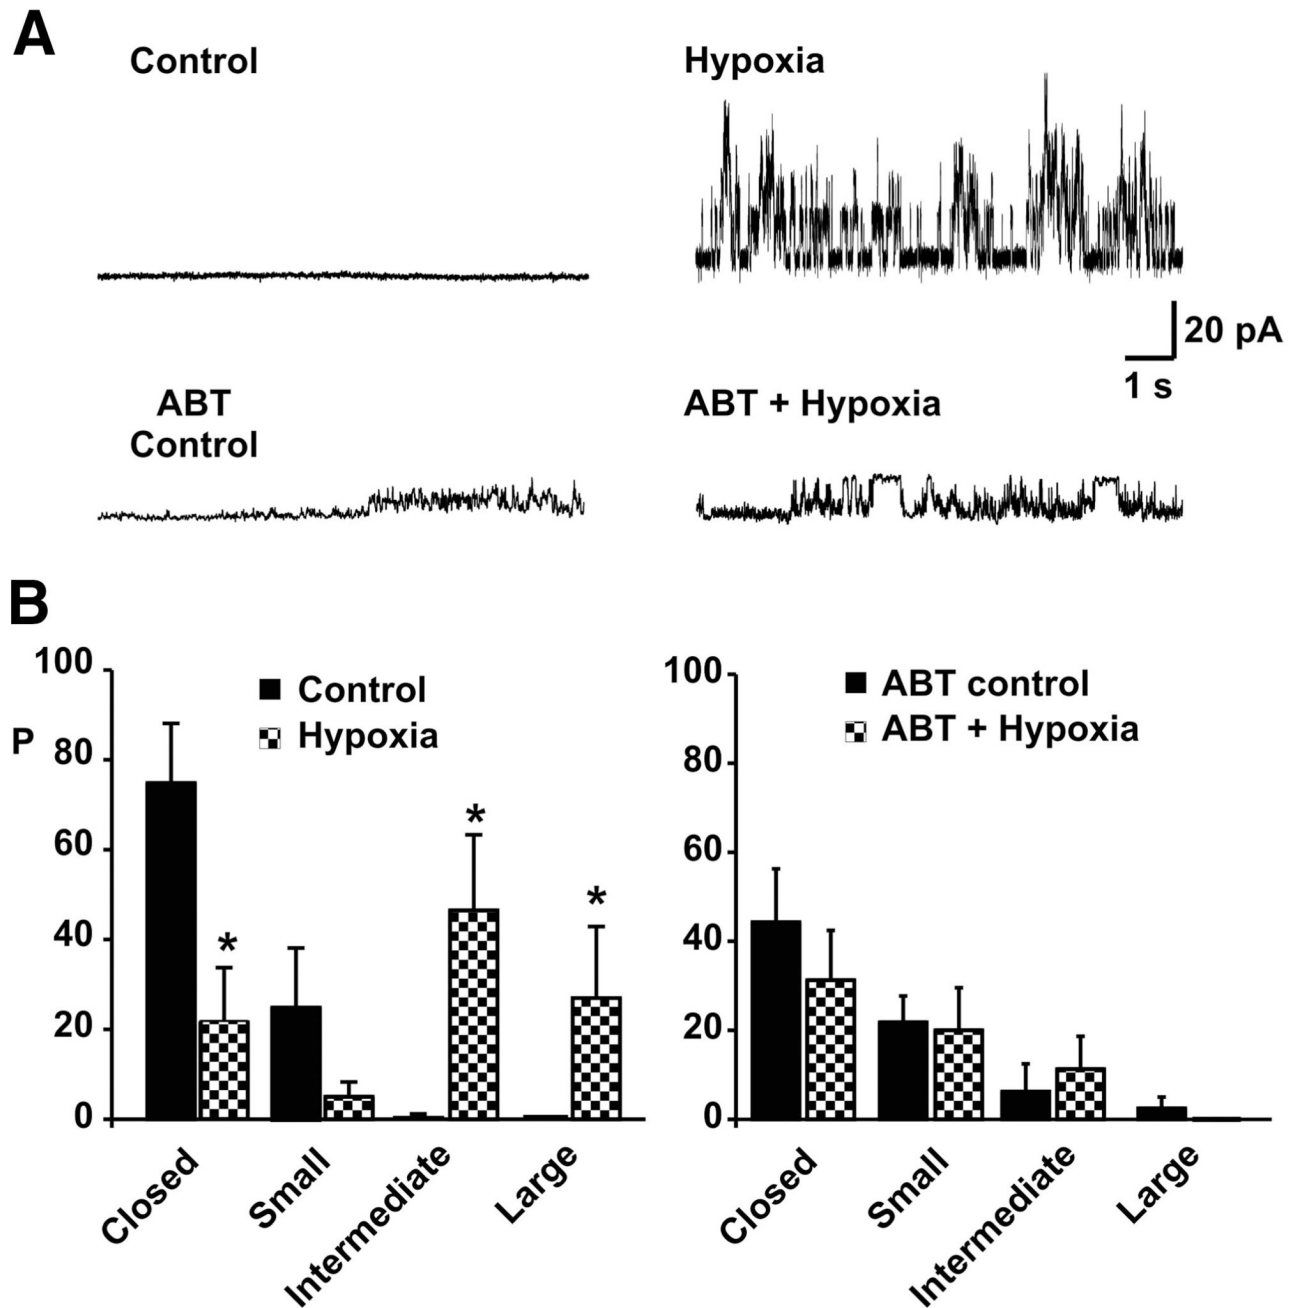 A
Control
Hypoxia
20 pA
1 s
ABT
Control
ABT + Hypoxia
B
100
80
60
40
20
0
P
Control
Hypoxia
*
*
*
Closed
Small
Intermediate
Large
100
80
60
40
20
0
ABT control
ABT + Hypoxia
Closed
Small
Intermediate
Large